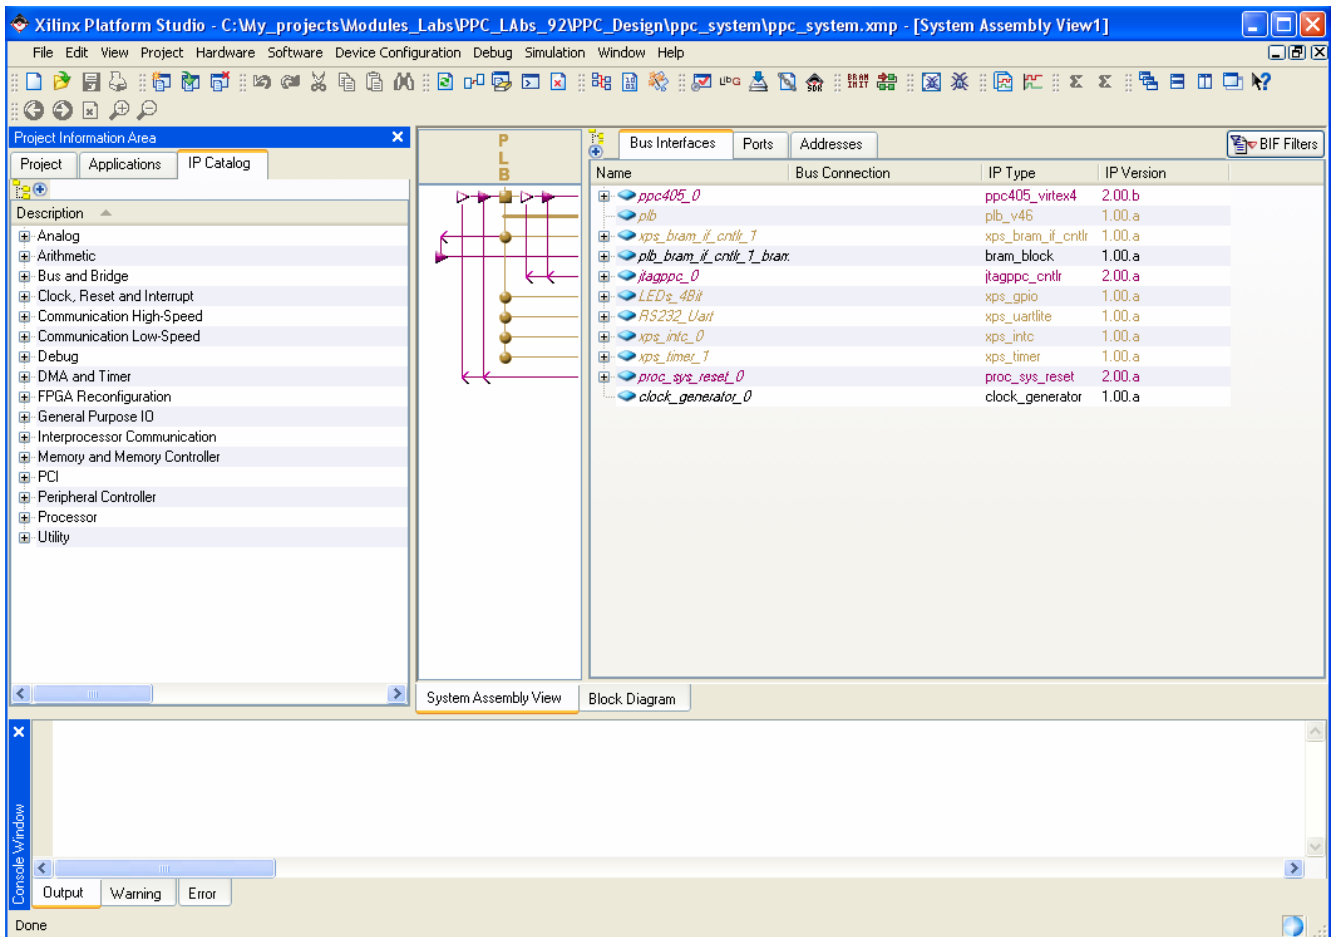 Xilinx Platform Studio - C:\My_projects\Modules_Labs\PPC_LAbs_92\PPC_Design\ppc_system\ppc_system.xmp - [System Assembly View1]
File Edit View Project Hardware Software Device Configuration Debug Simulation Window Help
Project Information Area
Project Applications IP Catalog
Description
Analog
Arithmetic
Bus and Bridge
Clock, Reset and Interrupt
Communication High-Speed
Communication Low-Speed
Debug
DMA and Timer
FPGA Reconfiguration
General Purpose IO
Interprocessor Communication
Memory and Memory Controller
PCI
Peripheral Controller
Processor
Utility
P
L
B
Bus Interfaces Ports Addresses BIF Filters
Name Bus Connection IP Type IP Version
ppc405_0 ppc405_virtex4 2.00.b
plb plb_v46 1.00.a
xps_bram_if_cntlr_1 xps_bram_if_cntlr 1.00.a
plb_bram_if_cntlr_1_bram bram_block 1.00.a
jtagppc_0 jtagppc_cntlr 2.00.a
LEDs_4Bit xps_gpio 1.00.a
RS232_Uart xps_uartlite 1.00.a
xps_intc_0 xps_intc 1.00.a
xps_timer_1 xps_timer 1.00.a
proc_sys_reset_0 proc_sys_reset 2.00.a
clock_generator_0 clock_generator 1.00.a
System Assembly View Block Diagram
Console Window
Output Warning Error
Done